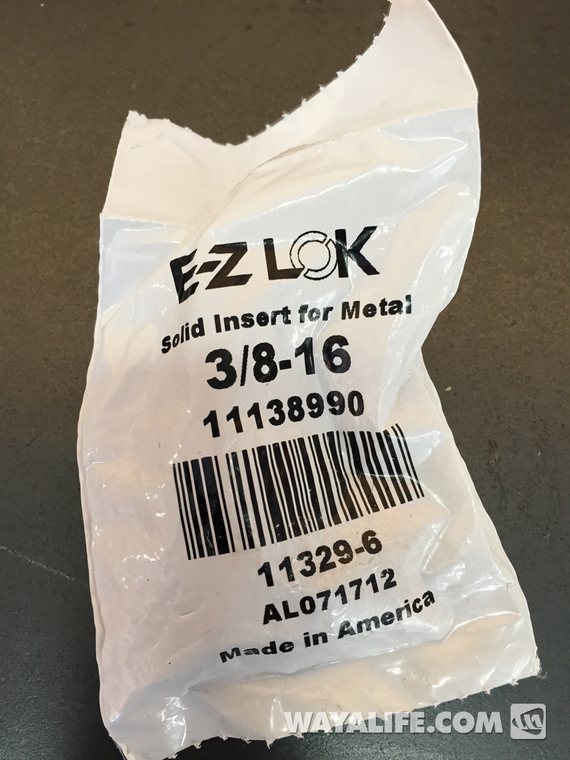 E-Z LOK
Solid Insert for Metal
3/8-16
11138990
11329-6
AL071712
Made in America
WAYALIFE.COM